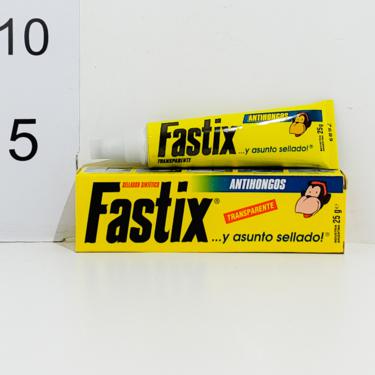 10
5
Fastix
TRANSPARENTE
ANTIHONGOS
...y asunto sellado!®
25g
SELLADOR SINTÉTICO
ANTIHONGOS
Fastix®
TRANSPARENTE
...y asunto sellado!®
25 g